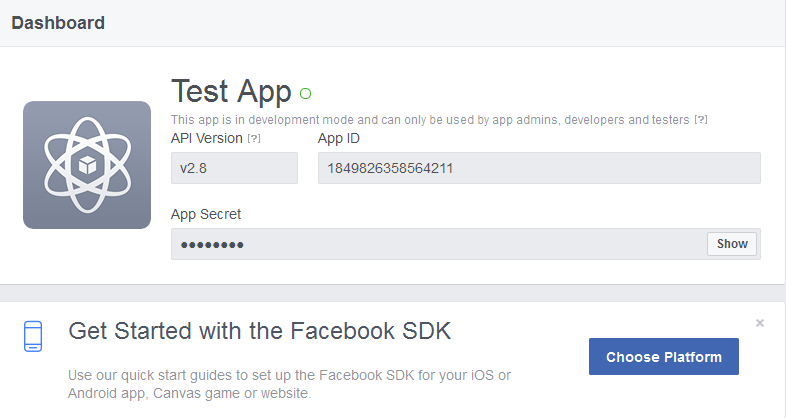 Dashboard
Test App
This app is in development mode and can only be used by app admins, developers and testers [?]
API Version [?] App ID
v2.8 1849826358564211
App Secret
●●●●●●●● Show
Get Started with the Facebook SDK
×
Choose Platform
Use our quick start guides to set up the Facebook SDK for your iOS or
Android app, Canvas game or website.